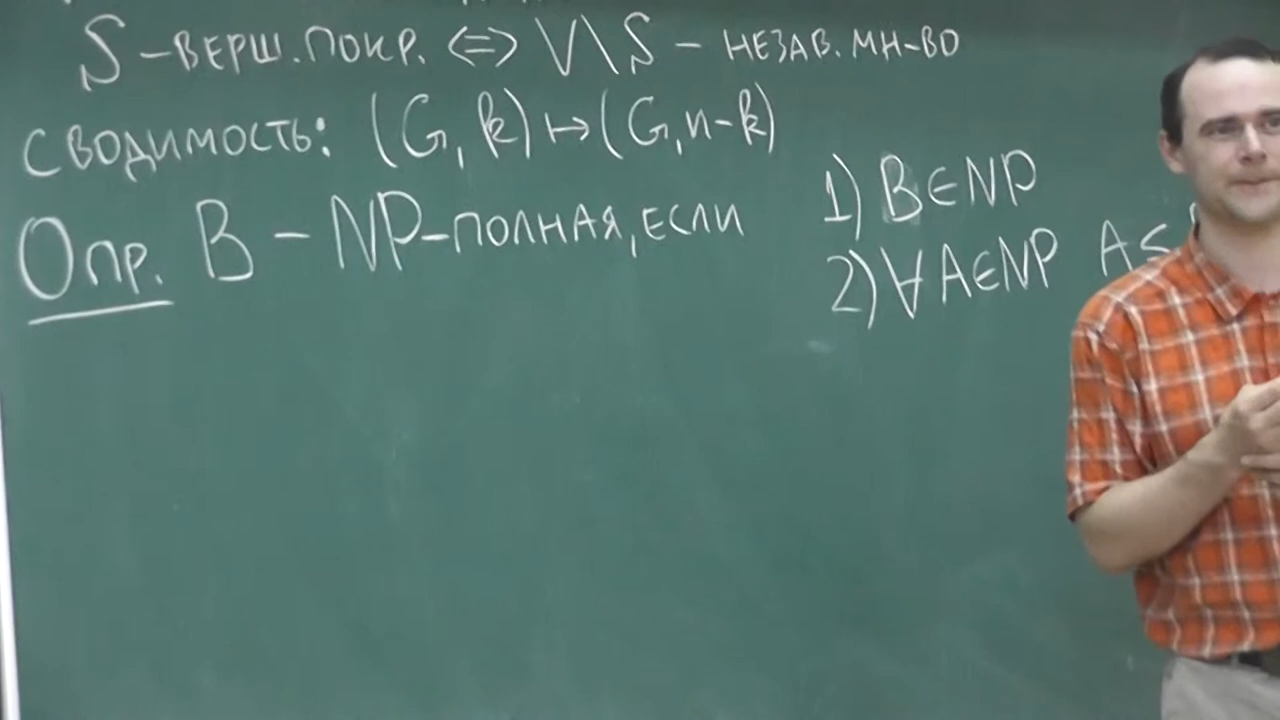 S – ВЕРШ. ПОКР. <=> V\S – НЕЗАВ. МН-ВО
СВОДИМОСТЬ: (G, k) ↦ (G, n-k)
Опр. B – NP-ПОЛНАЯ, ЕСЛИ
1) B∈NP
2) ∀A∈NP A≤